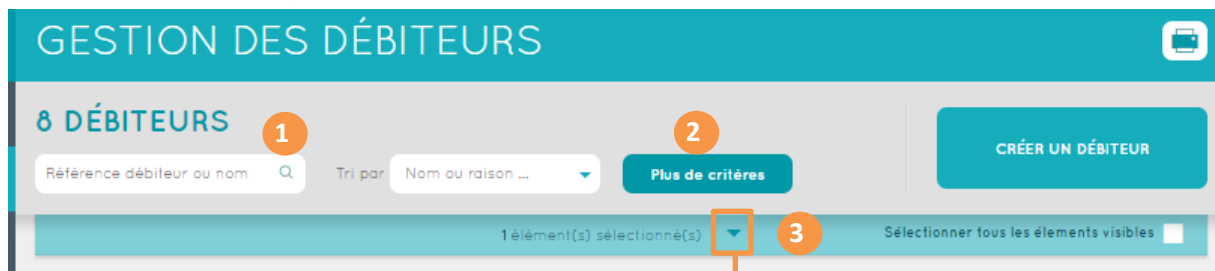 GESTION DES DÉBITEURS
8 DÉBITEURS
1
2
CRÉER UN DÉBITEUR
Référence débiteur ou nom
Tri par
Nom ou raison ...
Plus de critères
1 élément(s) sélectionné(s)
3
Sélectionner tous les élements visibles